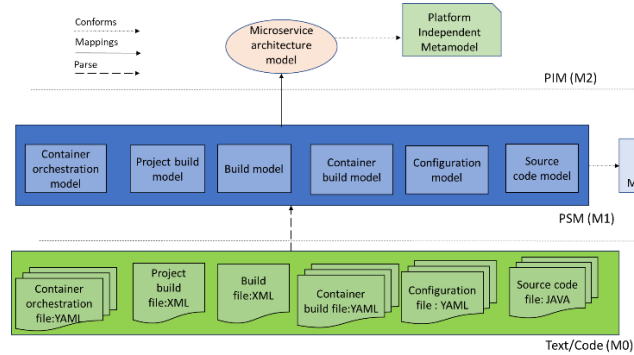 Conforms
Mappings
Parse
Microservice
architecture
model
Platform
Independent
Metamodel
PIM (M2)
Container
orchestration
model
Project build
model
Build model
Container
build model
Configuration
model
Source
code model
M
PSM (M1)
Container
orchestration
file:YAML
Project
build
file:XML
Build
file:XML
Container
build file:YAML
Configuration
file : YAML
Source code
file: JAVA
Text/Code (M0)